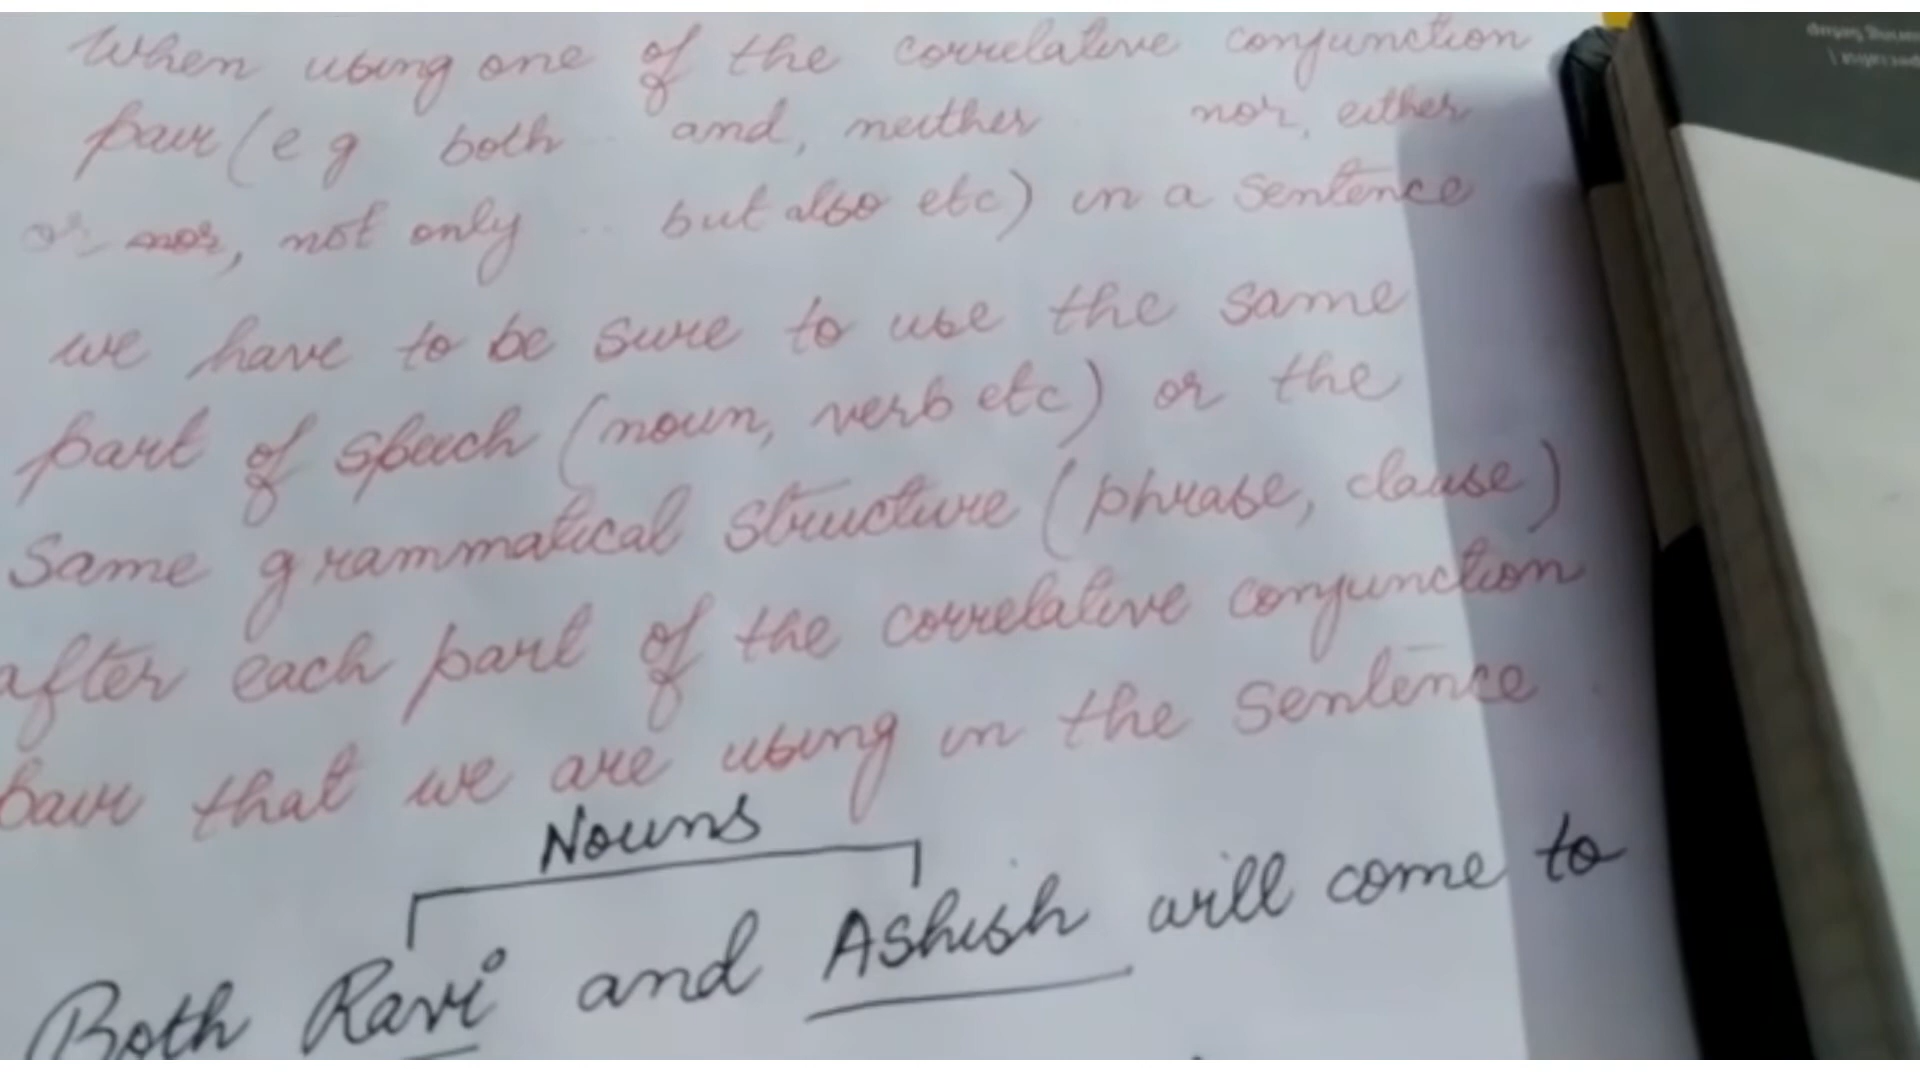 When using one of the correlative conjunction
pair (e g both .. and, neither nor, either
or nor, not only .. but also etc) in a sentence
we have to be sure to use the same
part of speech (noun, verb etc) or the
same grammatical structure (phrase, clause)
after each part of the correlative conjunction
pair that we are using in the sentence
Nouns
Both Ravi and Ashish will come to